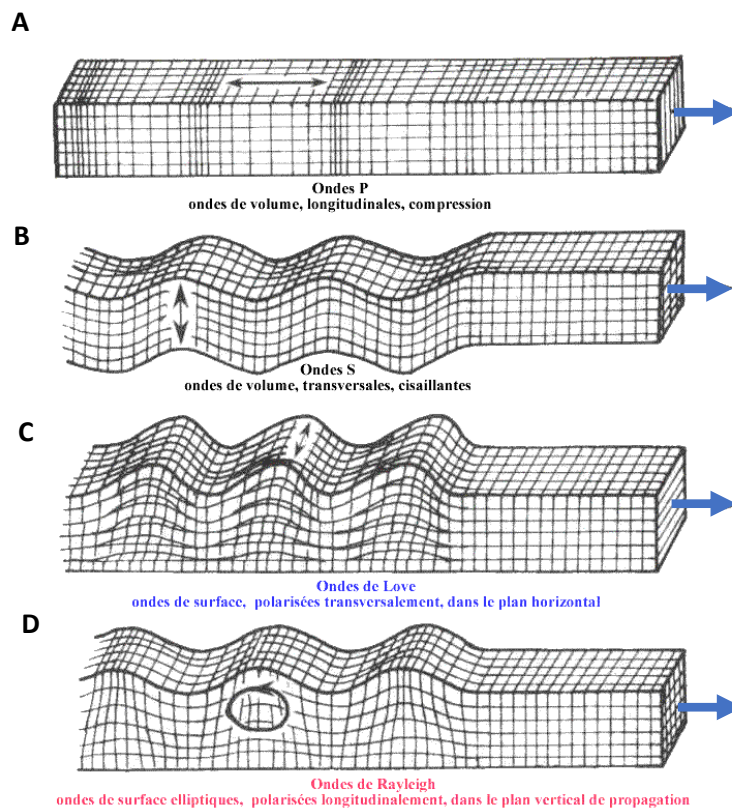 A
Ondes P
ondes de volume, longitudinales, compression
B
Ondes S
ondes de volume, transversales, cisaillantes
C
Ondes de Love
ondes de surface, polarisées transversalement, dans le plan horizontal
D
Ondes de Rayleigh
ondes de surface elliptiques, polarisées longitudinalement, dans le plan vertical de propagation